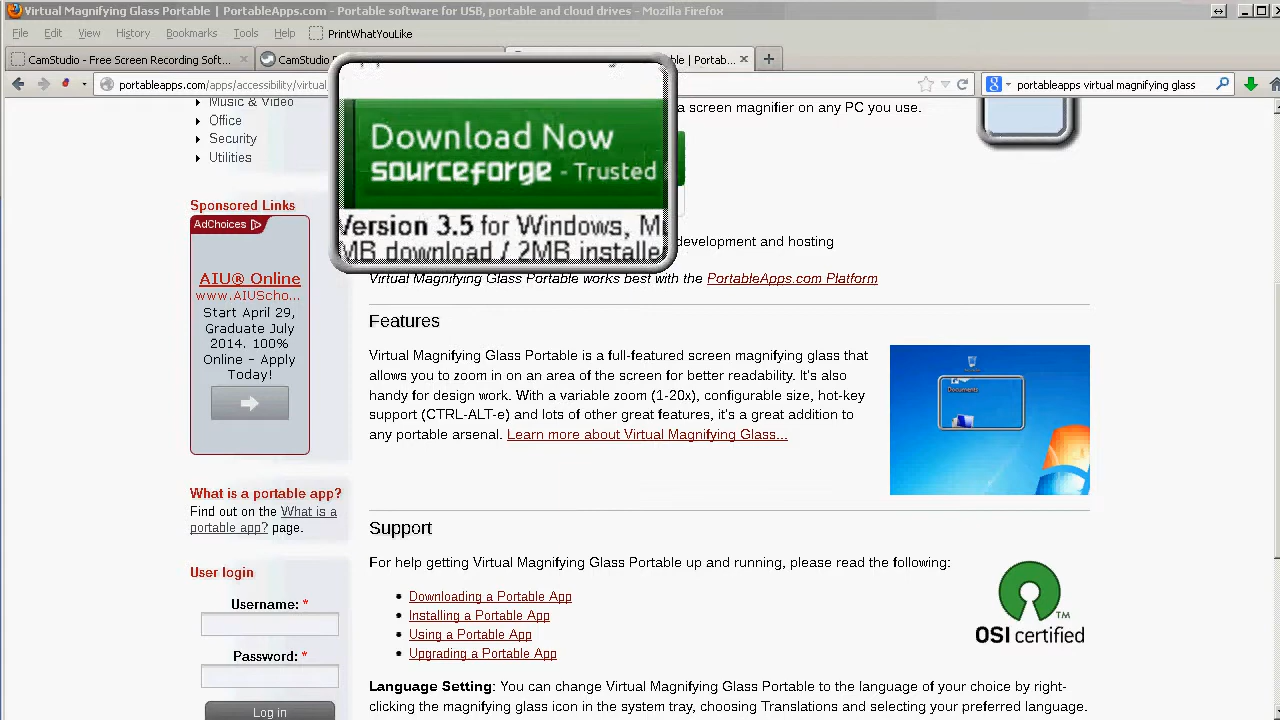 Virtual Magnifying Glass Portable | PortableApps.com - Portable software for USB, portable and cloud drives - Mozilla Firefox
File Edit View History Bookmarks Tools Help PrintWhatYouLike
CamStudio - Free Screen Recording Soft... CamStudio | Portab...
portableapps.com/apps/accessibility/virtual_ portableapps virtual magnifying glass
Music & Video
Office
Security
Utilities
Sponsored Links
AdChoices
AIU® Online
www.AIUScho...
Start April 29,
Graduate July
2014. 100%
Online - Apply
Today!
What is a portable app?
Find out on the What is a
portable app? page.
User login
Username: *
Password: *
Log in
a screen magnifier on any PC you use.
Download Now
sourceforge - Trusted
Version 3.5 for Windows, M
MB download / 2MB installe
development and hosting
Virtual Magnifying Glass Portable works best with the PortableApps.com Platform
Features
Virtual Magnifying Glass Portable is a full-featured screen magnifying glass that
allows you to zoom in on an area of the screen for better readability. It's also
handy for design work. With a variable zoom (1-20x), configurable size, hot-key
support (CTRL-ALT-e) and lots of other great features, it's a great addition to
any portable arsenal. Learn more about Virtual Magnifying Glass...
Documents
Support
For help getting Virtual Magnifying Glass Portable up and running, please read the following:
Downloading a Portable App
Installing a Portable App
Using a Portable App
Upgrading a Portable App
TM
OSI certified
Language Setting: You can change Virtual Magnifying Glass Portable to the language of your choice by right-
clicking the magnifying glass icon in the system tray, choosing Translations and selecting your preferred language.